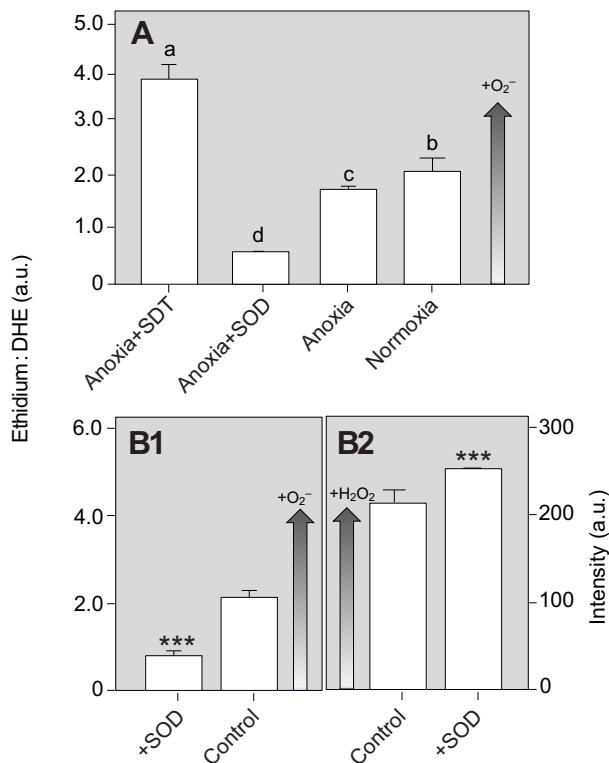 A
5.0
4.0
3.0
2.0
1.0
0
a
d
c
b
+O₂⁻
Anoxia+SDT
Anoxia+SOD
Anoxia
Normoxia
Ethidium: DHE (a.u.)
B1
6.0
4.0
2.0
0
***
+O₂⁻
+SOD
Control
B2
+H₂O₂
***
300
200
100
0
Control
+SOD
Intensity (a.u.)